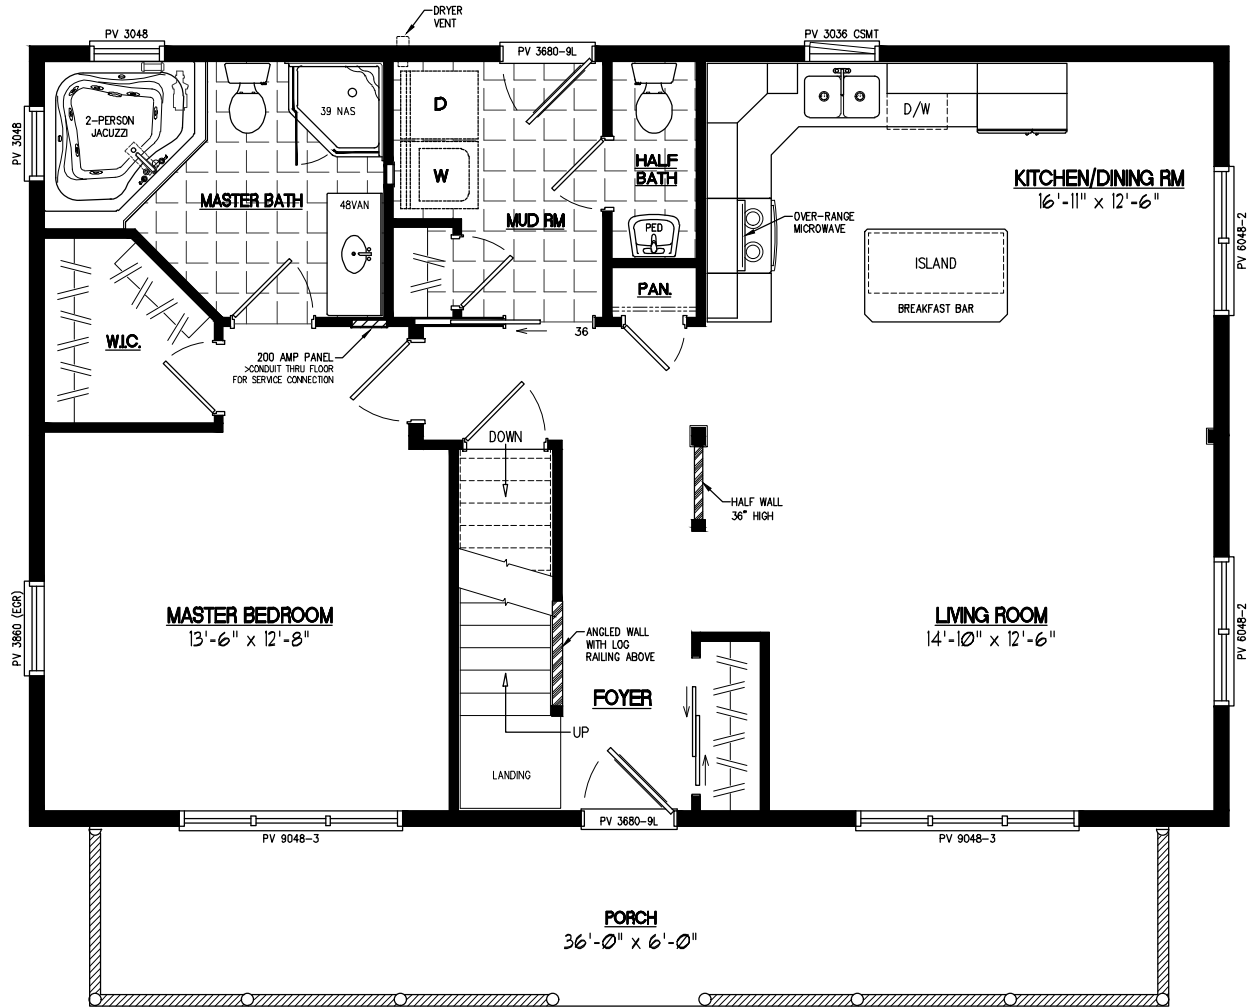 DRYER
VENT
PV 3048
PV 3680-9L
PV 3036 CSMT
2-PERSON
JACUZZI
39 NAS
D
D/W
PV 3048
HALF
BATH
W
KITCHEN/DINING RM
16'-11" x 12'-6"
MASTER BATH
48VAN
MUD RM
PED
OVER-RANGE
MICROWAVE
PV 6048-2
ISLAND
PAN.
BREAKFAST BAR
36
W.I.C.
200 AMP PANEL
>CONDUIT THRU FLOOR
FOR SERVICE CONNECTION
DOWN
HALF WALL
36" HIGH
PV 3860 (EGR)
MASTER BEDROOM
13'-6" x 12'-8"
ANGLED WALL
WITH LOG
RAILING ABOVE
LIVING ROOM
14'-10" x 12'-6"
PV 6048-2
FOYER
UP
LANDING
PV 9048-3
PV 3680-9L
PV 9048-3
PORCH
36'-0" x 6'-0"